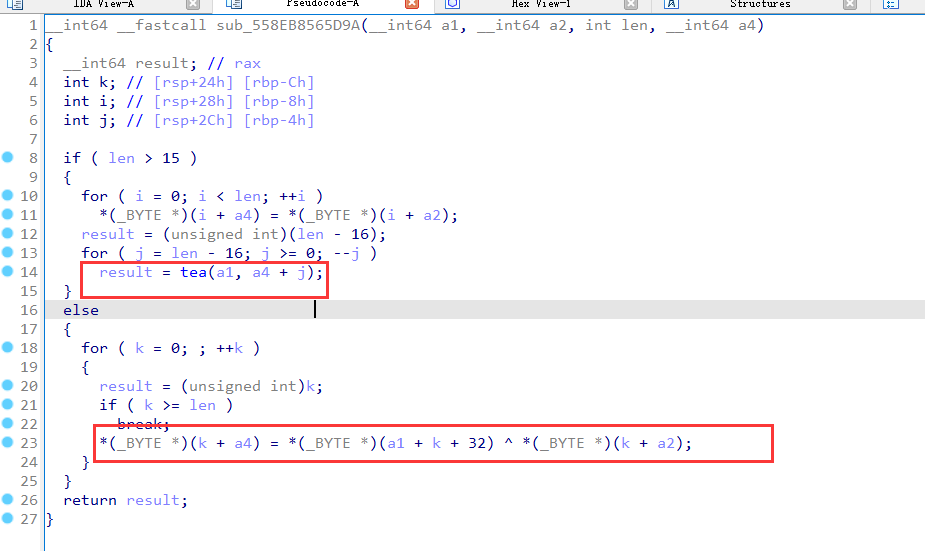 IDA View-A Pseudocode-A Hex View-1 Structures
1 __int64 __fastcall sub_558EB8565D9A(__int64 a1, __int64 a2, int len, __int64 a4)
2 {
3 __int64 result; // rax
4 int k; // [rsp+24h] [rbp-Ch]
5 int i; // [rsp+28h] [rbp-8h]
6 int j; // [rsp+2Ch] [rbp-4h]
7
8 if ( len > 15 )
9 {
10 for ( i = 0; i < len; ++i )
11 *(_BYTE *)(i + a4) = *(_BYTE *)(i + a2);
12 result = (unsigned int)(len - 16);
13 for ( j = len - 16; j >= 0; --j )
14 result = tea(a1, a4 + j);
15 }
16 else
17 {
18 for ( k = 0; ; ++k )
19 {
20 result = (unsigned int)k;
21 if ( k >= len )
22 break;
23 *(_BYTE *)(k + a4) = *(_BYTE *)(a1 + k + 32) ^ *(_BYTE *)(k + a2);
24 }
25 }
26 return result;
27 }